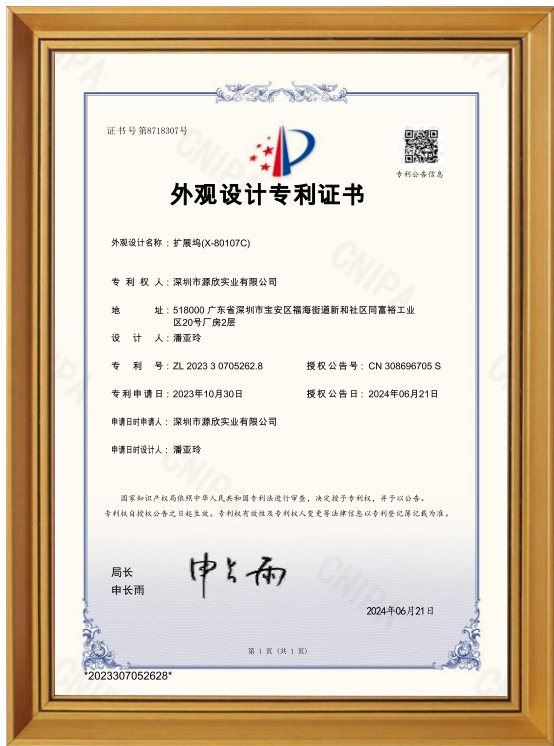 证书号第8718307号
专利公告信息
外观设计专利证书
外观设计名称：扩展坞(X-80107C)
专利权人：深圳市源欣实业有限公司
地址：518000 广东省深圳市宝安区福海街道新和社区同富裕工业
区20号厂房2层
设计人：潘亚玲
专利号：ZL 2023 3 0705262.8 授权公告号：CN 308696705 S
专利申请日：2023年10月30日 授权公告日：2024年06月21日
申请日时申请人：深圳市源欣实业有限公司
申请日时设计人：潘亚玲
国家知识产权局依照中华人民共和国专利法进行审查，决定授予专利权，并予以公告。
专利权自授权公告之日起生效。专利权有效性及专利权人变更等法律信息以专利登记簿记载为准。
局长
申长雨
申长雨
2024年06月21日
第 1 页 (共 1 页)
*2023307052628*
CNIPA
CNIPA
CNIPA
CNIPA
CNIPA
CNIPA